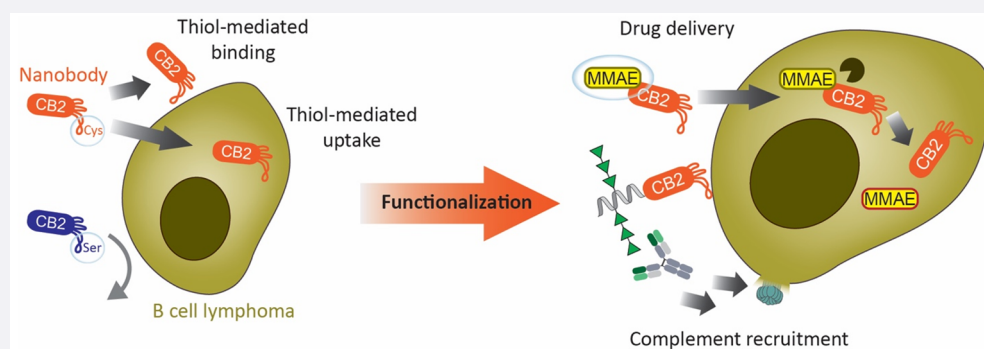 Thiol-mediated
binding
Nanobody
CB2
CB2
Cys
Thiol-mediated
uptake
CB2
CB2
Ser
B cell lymphoma
Functionalization
Drug delivery
MMAE
CB2
MMAE
CB2
CB2
CB2
MMAE
Complement recruitment